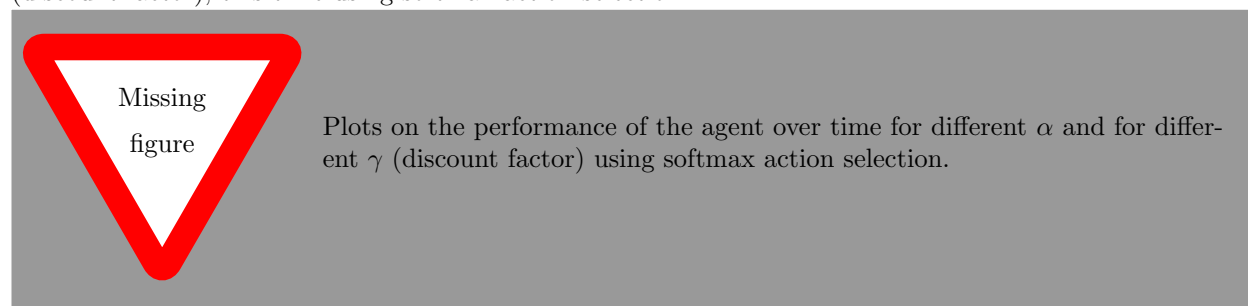 Missing
figure
Plots on the performance of the agent over time for different α and for differ-
ent γ (discount factor) using softmax action selection.